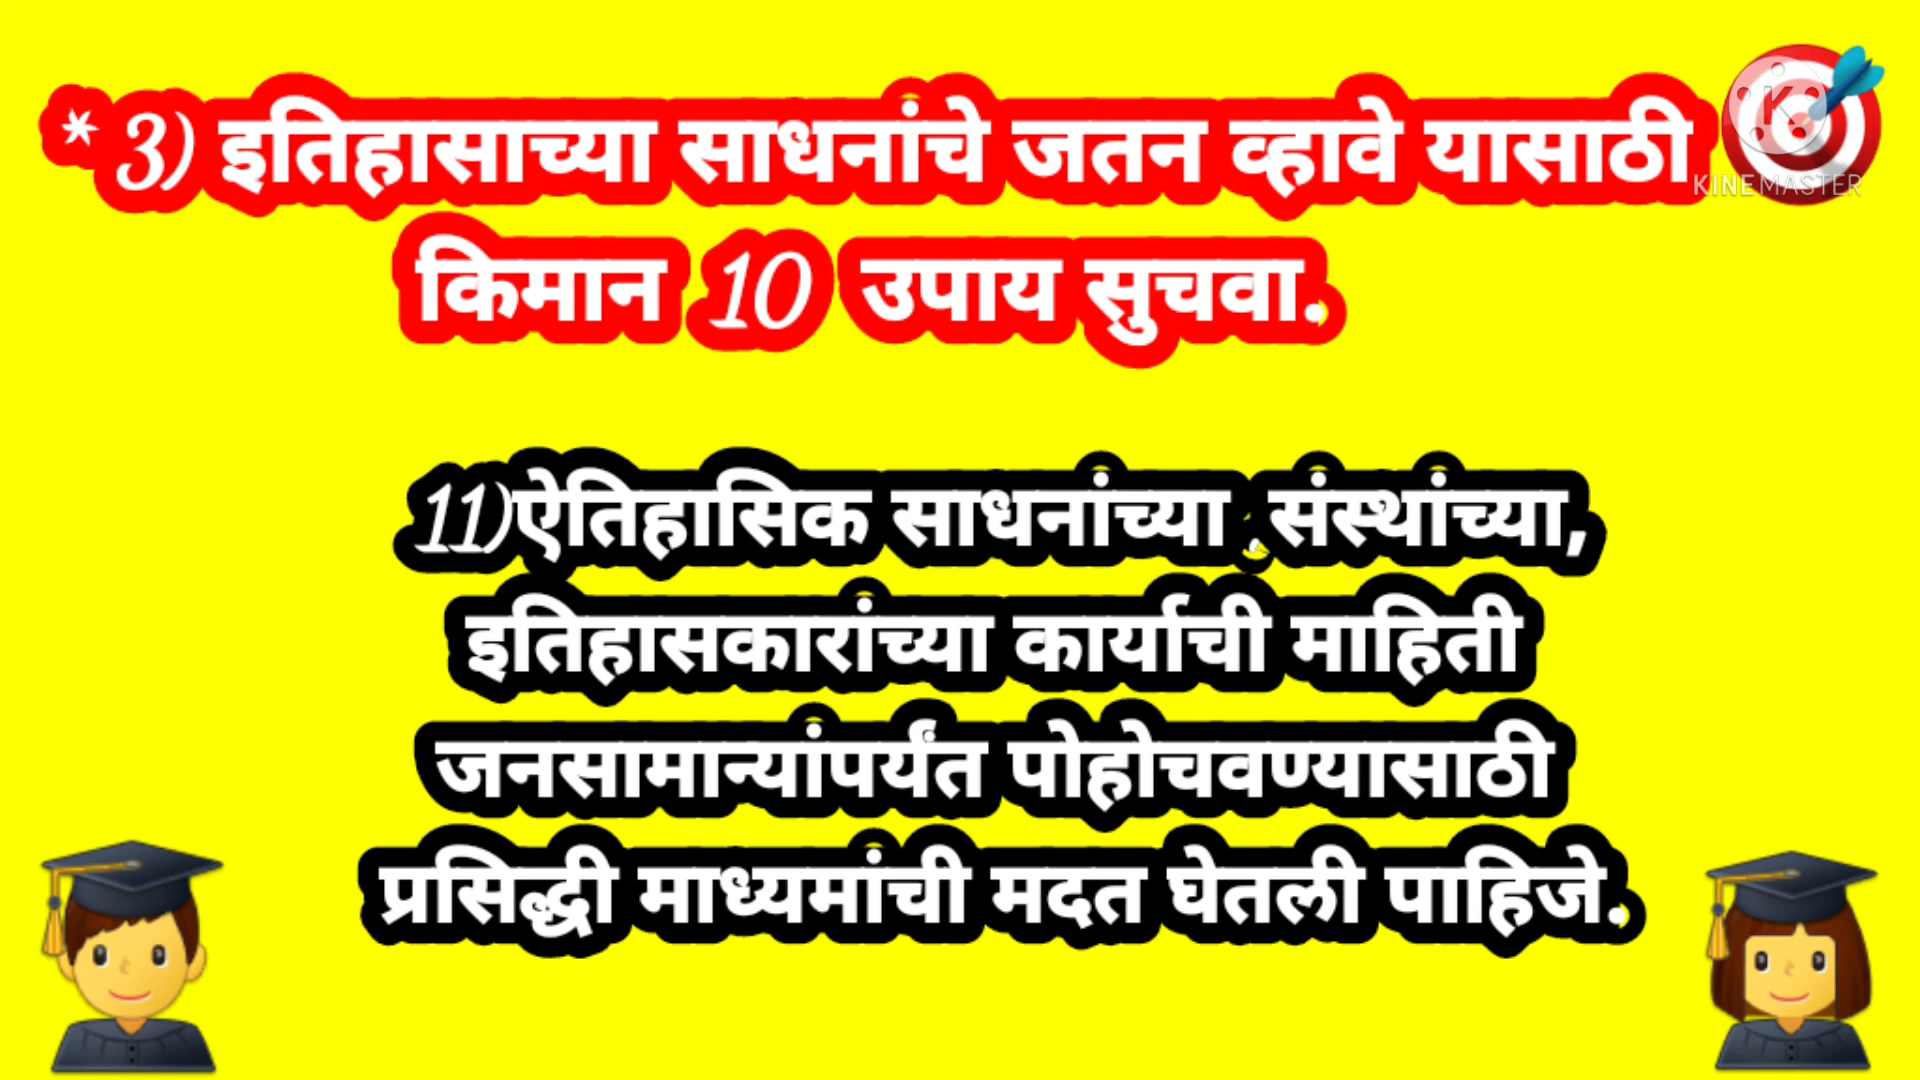 * 3) इतिहासाच्या साधनांचे जतन व्हावे यासाठी
KINEMASTER
किमान 10 उपाय सुचवा.
11)ऐतिहासिक साधनांच्या ,संस्थांच्या,
इतिहासकारांच्या कार्याची माहिती
जनसामान्यांपर्यंत पोहोचवण्यासाठी
प्रसिद्धी माध्यमांची मदत घेतली पाहिजे.